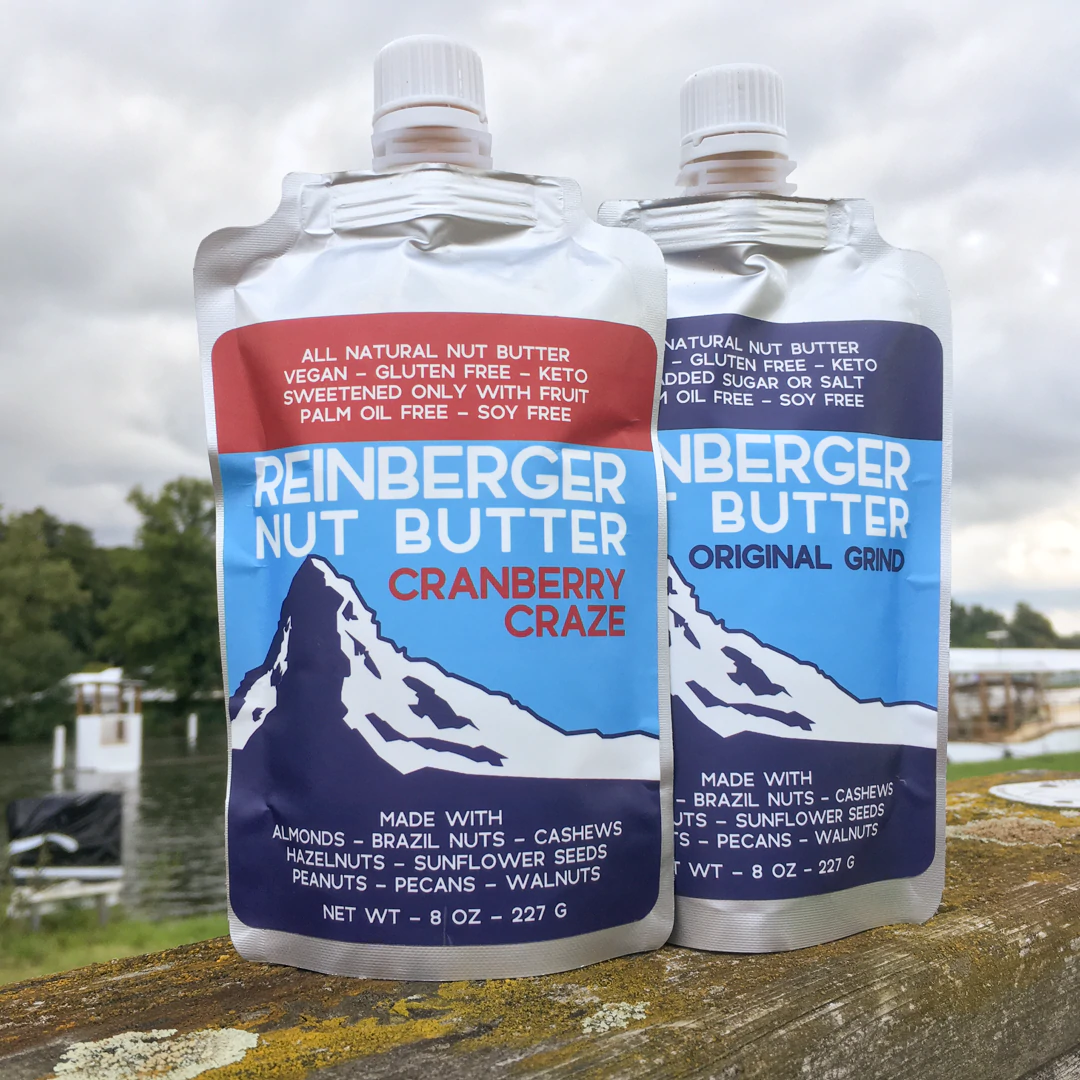 ALL NATURAL NUT BUTTER
VEGAN – GLUTEN FREE – KETO
SWEETENED ONLY WITH FRUIT
PALM OIL FREE – SOY FREE
REINBERGER
NUT BUTTER
CRANBERRY
CRAZE
MADE WITH
ALMONDS – BRAZIL NUTS – CASHEWS
HAZELNUTS – SUNFLOWER SEEDS
PEANUTS – PECANS – WALNUTS
NET WT – 8 OZ – 227 G
NATURAL NUT BUTTER
– GLUTEN FREE – KETO
ADDED SUGAR OR SALT
OIL FREE – SOY FREE
NBERGER
BUTTER
ORIGINAL GRIND
MADE WITH
– BRAZIL NUTS – CASHEWS
UTS – SUNFLOWER SEEDS
TS – PECANS – WALNUTS
WT – 8 OZ – 227 G